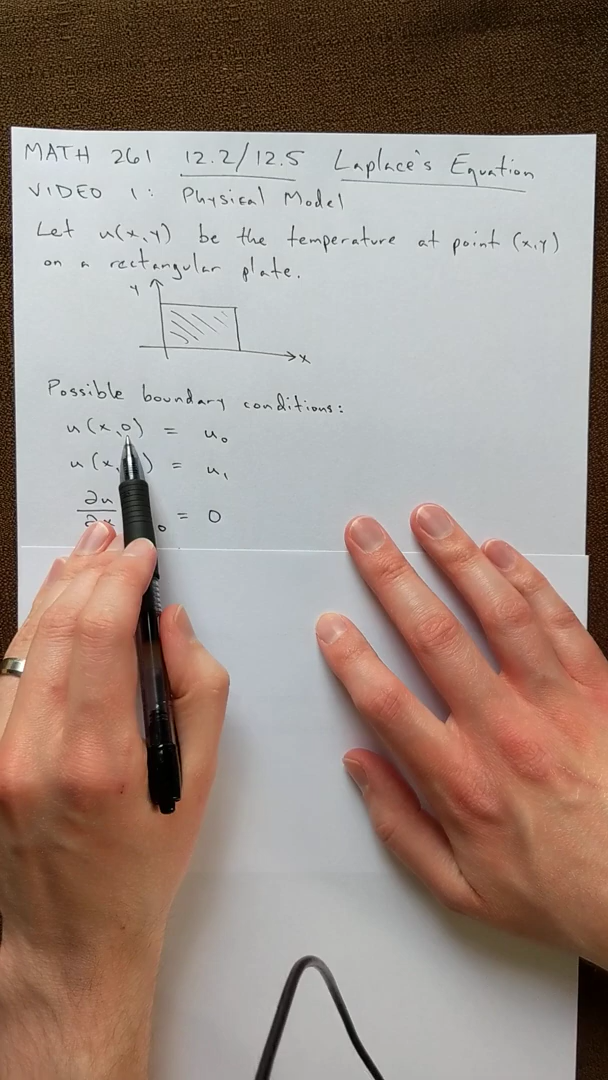 MATH 261 12.2/12.5 Laplace's Equation
VIDEO 1: Physical Model
Let u(x,y) be the temperature at point (x,y)
on a rectangular plate.
y
x
Possible boundary conditions:
u(x,0) = u₀
u(x, ) = u₁
∂u
= 0